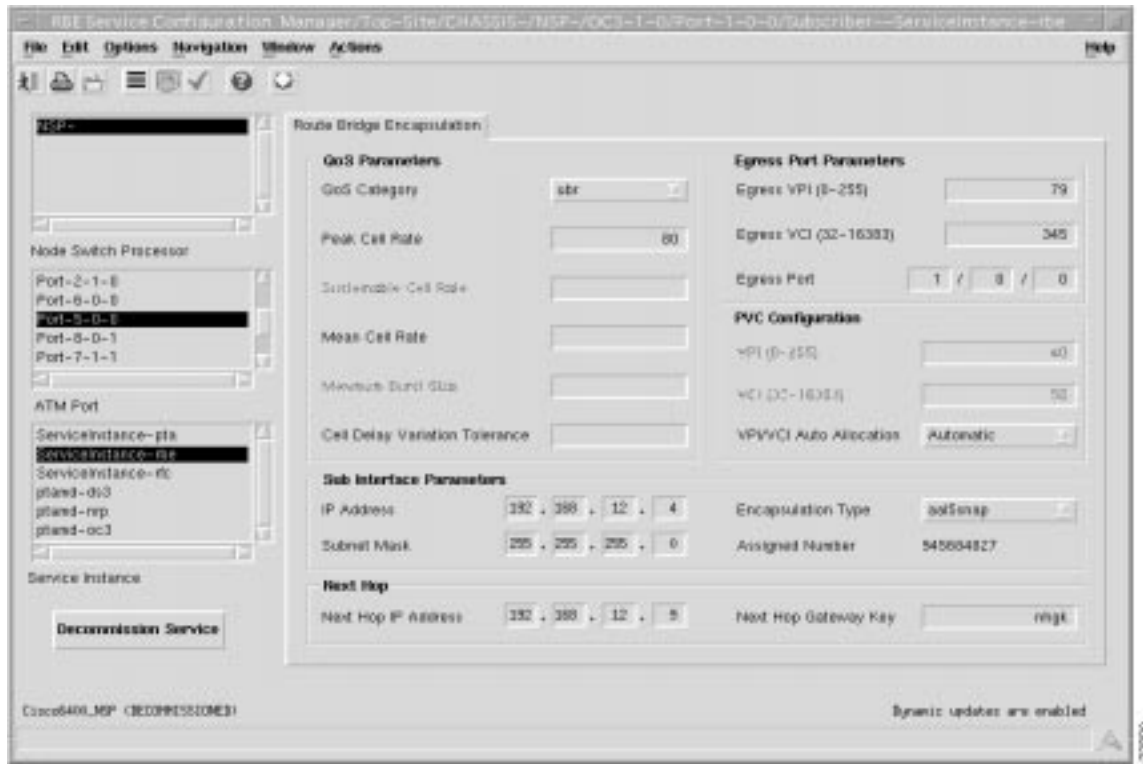 RBE Service Configuration Manager/Top-Site/CHASSIS-/NSP-/OC3-1-0/Port-1-0-0/Subscriber--ServiceInstance-rbe
File Edit Options Navigation Window Actions Help
NSP-
Node Switch Processor
Port-2-1-0
Port-6-0-0
Port-5-0-0
Port-8-0-1
Port-7-1-1
ATM Port
ServiceInstance-pta
ServiceInstance-rbe
ServiceInstance-rfc
ptamd-ds3
ptamd-nrp
ptamd-oc3
Service Instance
Decommission Service
Route Bridge Encapsulation
QoS Parameters
QoS Category ubr
Peak Cell Rate 80
Sustainable Cell Rate
Mean Cell Rate
Minimum Burst Size
Cell Delay Variation Tolerance
Egress Port Parameters
Egress VPI (0-255) 79
Egress VCI (32-16383) 345
Egress Port 1 / 0 / 0
PVC Configuration
VPI (0-255) 40
VCI (32-16383) 50
VPI/VCI Auto Allocation Automatic
Sub Interface Parameters
IP Address . 12 . 4
Encapsulation Type aal5snap
Subnet Mask 255 . 255 . 255 . 0
Assigned Number
Next Hop
Next Hop IP Address . 12 . 9
Next Hop Gateway Key nhgk
Cisco6400_NSP (DECOMMISSIONED)
Dynamic updates are enabled